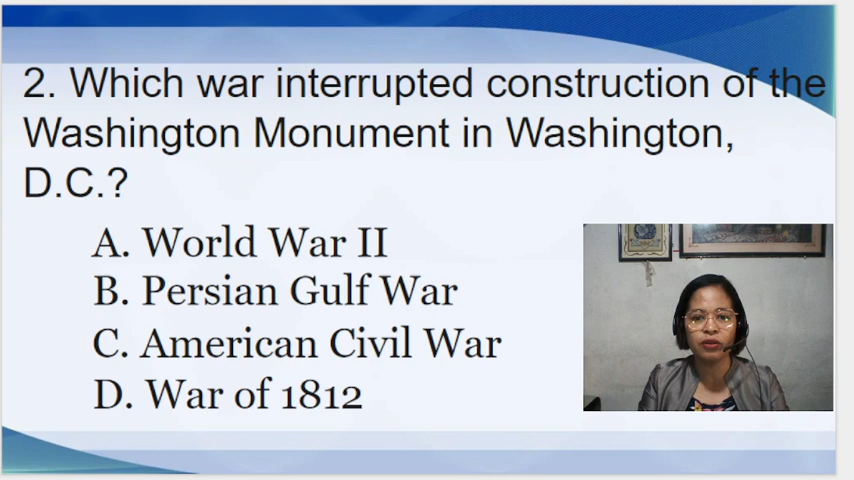 2. Which war interrupted construction of the
Washington Monument in Washington,
D.C.?
A. World War II
B. Persian Gulf War
C. American Civil War
D. War of 1812